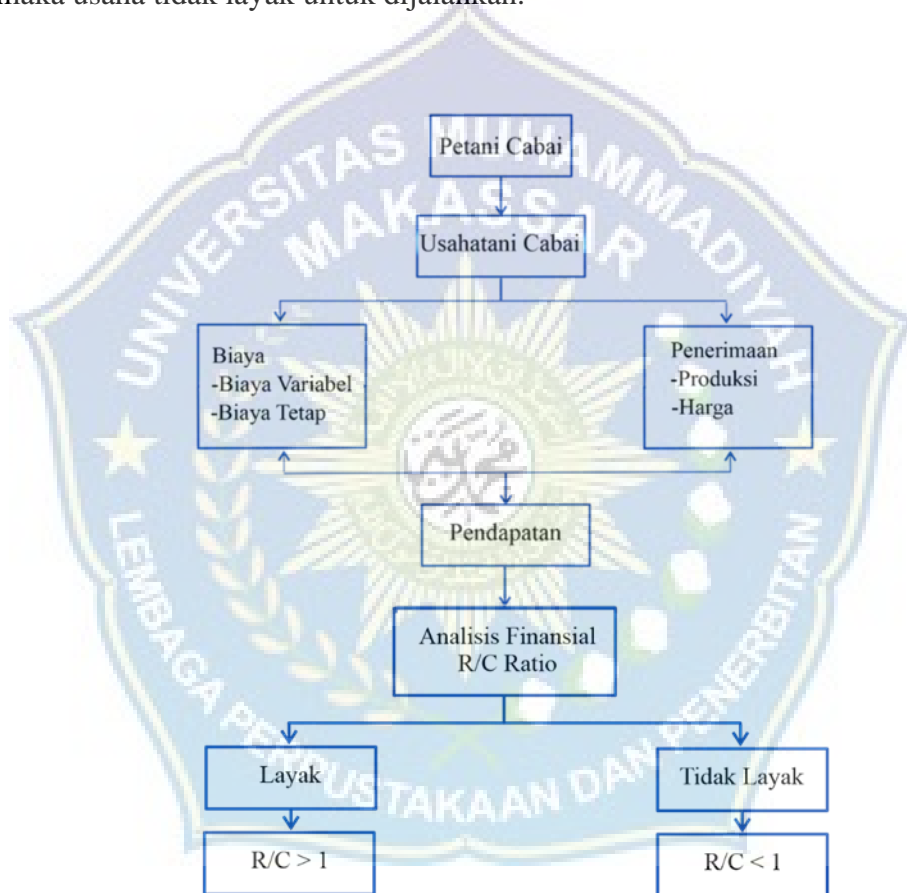 maka usaha tidak layak untuk dijalankan.
UNIVERSITAS MUHAMMADIYAH
MAKASSAR
Petani Cabai
Usahatani Cabai
Biaya
-Biaya Variabel
-Biaya Tetap
Penerimaan
-Produksi
-Harga
Pendapatan
Analisis Finansial
R/C Ratio
Layak
Tidak Layak
R/C > 1
R/C < 1
LEMBAGA PERPUSTAKAAN DAN PENERBITAN